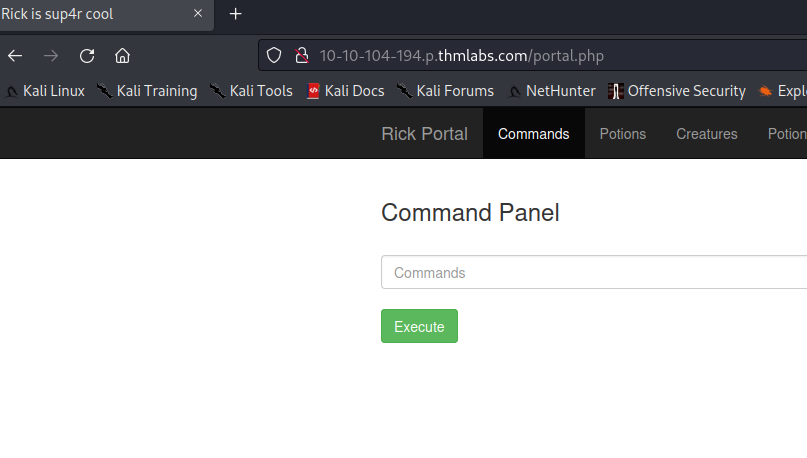 Rick is sup4r cool
10-10-104-194.p.thmlabs.com/portal.php
Kali Linux Kali Training Kali Tools Kali Docs Kali Forums NetHunter Offensive Security Explo
Rick Portal Commands Potions Creatures Potion
Command Panel
Commands
Execute